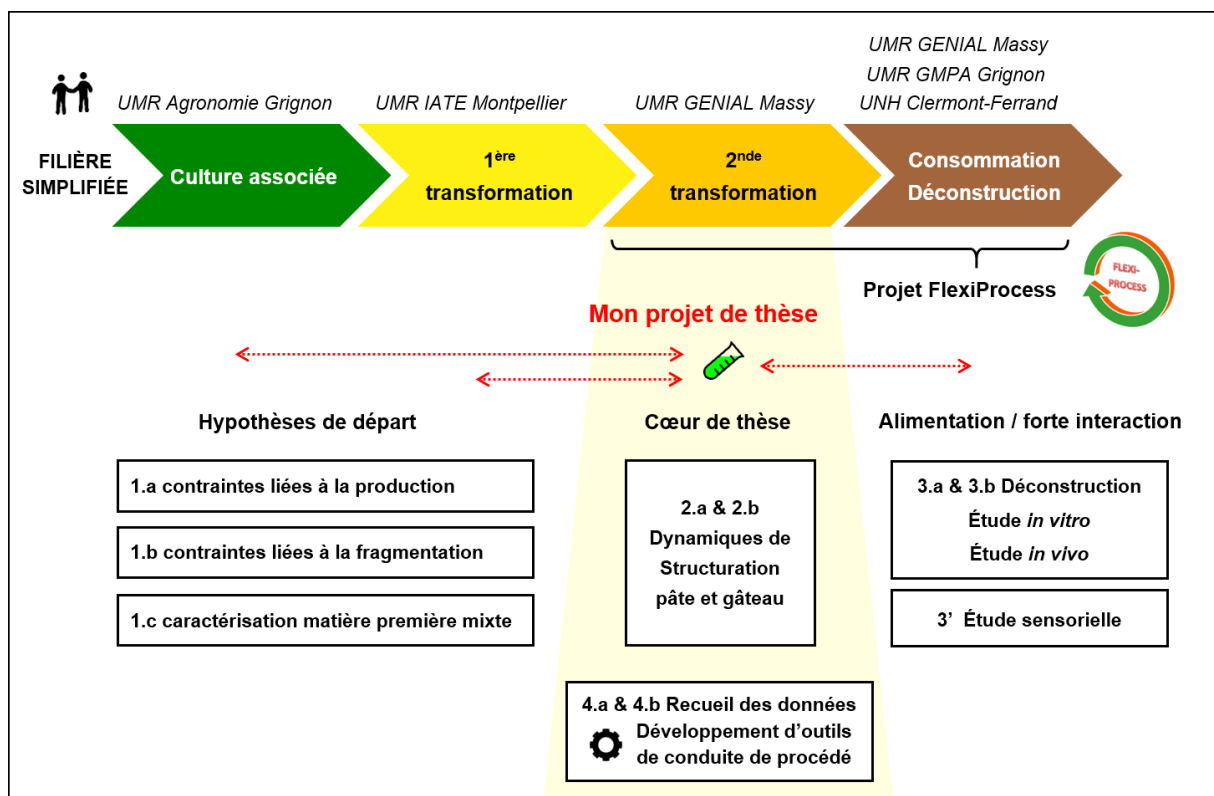 UMR GENIAL Massy
UMR GMPA Grignon
UNH Clermont-Ferrand
UMR Agronomie Grignon
UMR IATE Montpellier
UMR GENIAL Massy
FILIÈRE
SIMPLIFIÉE
Culture associée
1ère
transformation
2nde
transformation
Consommation
Déconstruction
Projet FlexiProcess
FLEXI-
PROCESS
Mon projet de thèse
Hypothèses de départ
Cœur de thèse
Alimentation / forte interaction
1.a contraintes liées à la production
1.b contraintes liées à la fragmentation
1.c caractérisation matière première mixte
2.a & 2.b
Dynamiques de
Structuration
pâte et gâteau
3.a & 3.b Déconstruction
Étude in vitro
Étude in vivo
3’ Étude sensorielle
4.a & 4.b Recueil des données
Développement d’outils
de conduite de procédé